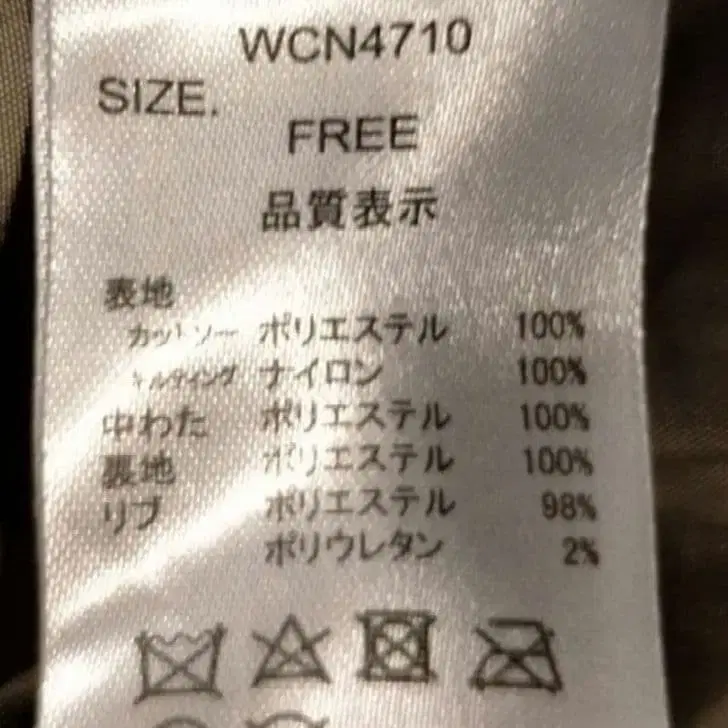 WCN4710
SIZE.
FREE
品質表示
表地
カットソー ポリエステル 100%
キルティング ナイロン 100%
中わた ポリエステル 100%
裏地 ポリエステル 100%
リブ ポリエステル 98%
ポリウレタン 2%